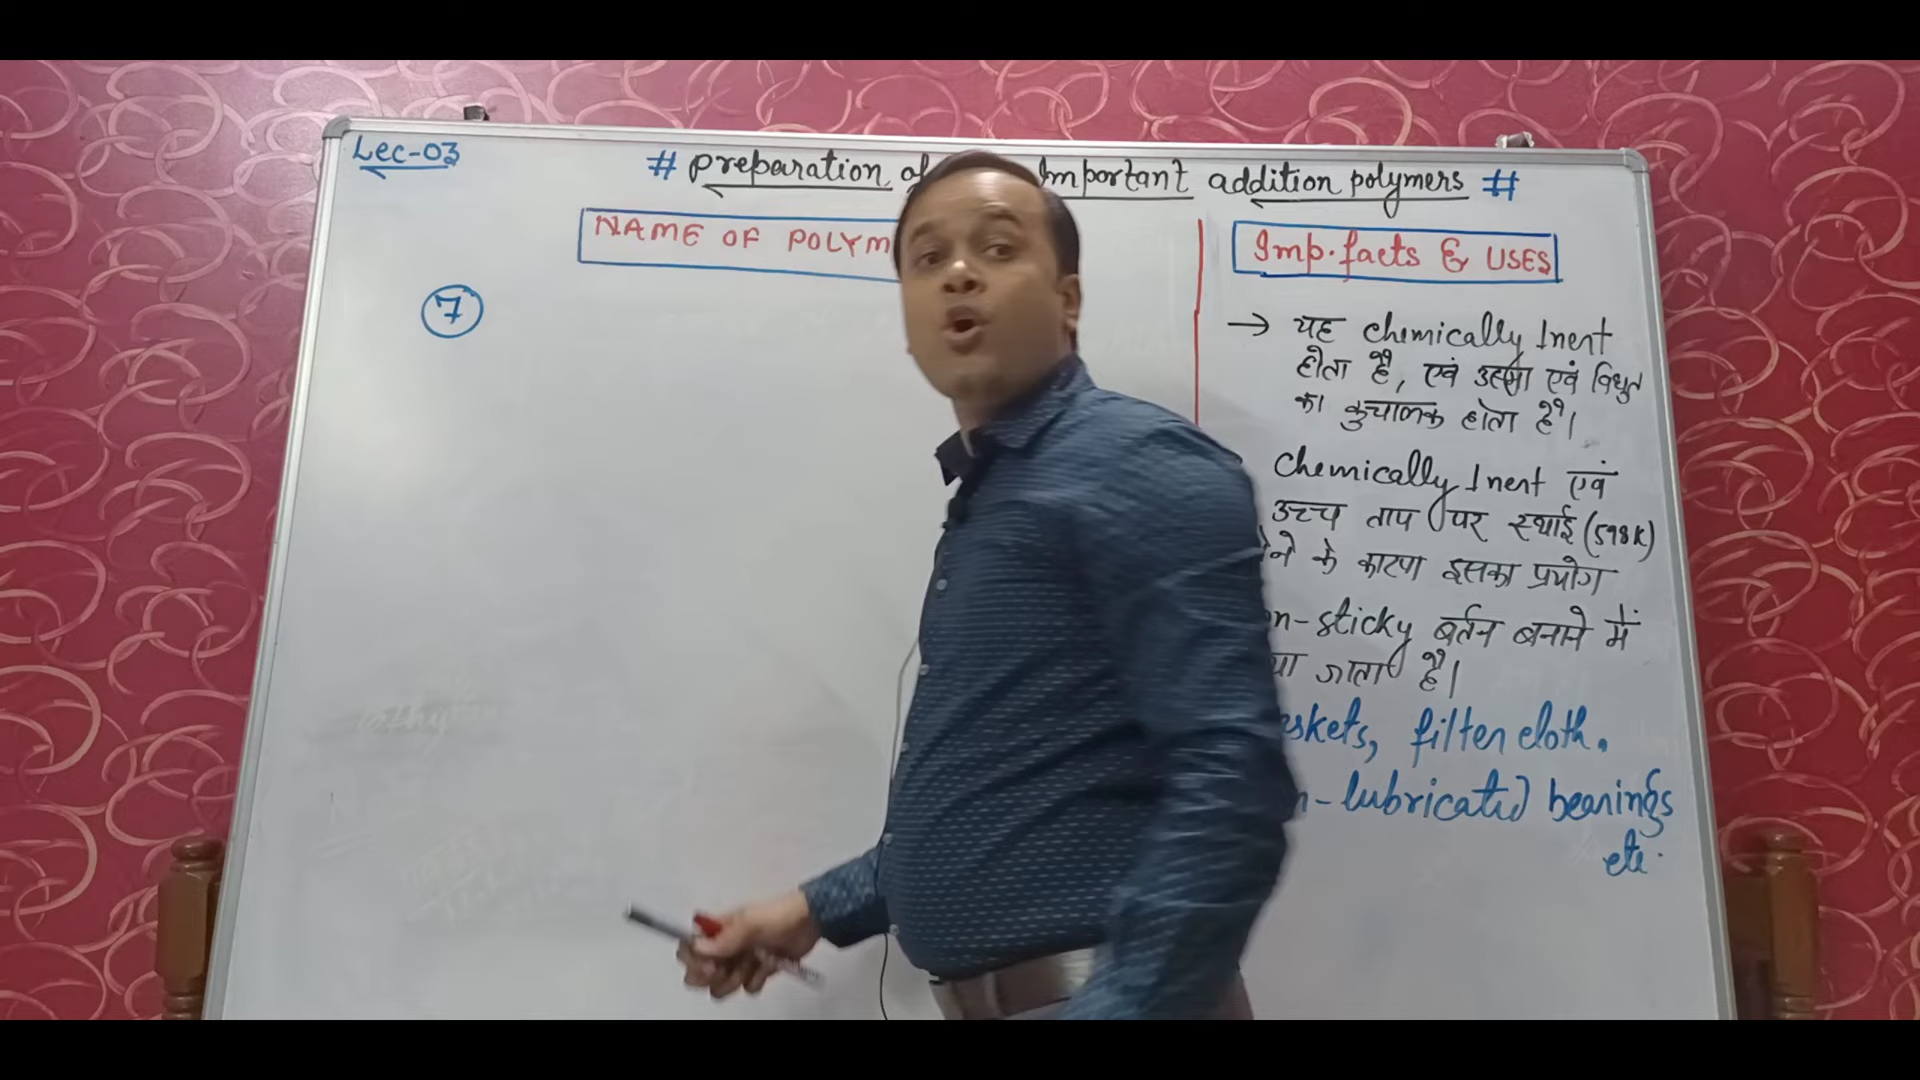 Lec-03
# preparation of Important addition polymers #
NAME OF POLYM
Imp. facts & USES
7
→ यह chemically Inert
होता है, एवं उष्मा एवं विधुत
का कुचालक होता है।
chemically Inert एवं
उच्च ताप पर स्थाई (598K)
ने के कारण इसका प्रयोग
n-sticky बर्तन बनाने में
या जाता है।
skets, filter cloth.
n-lubricated bearings
etc.